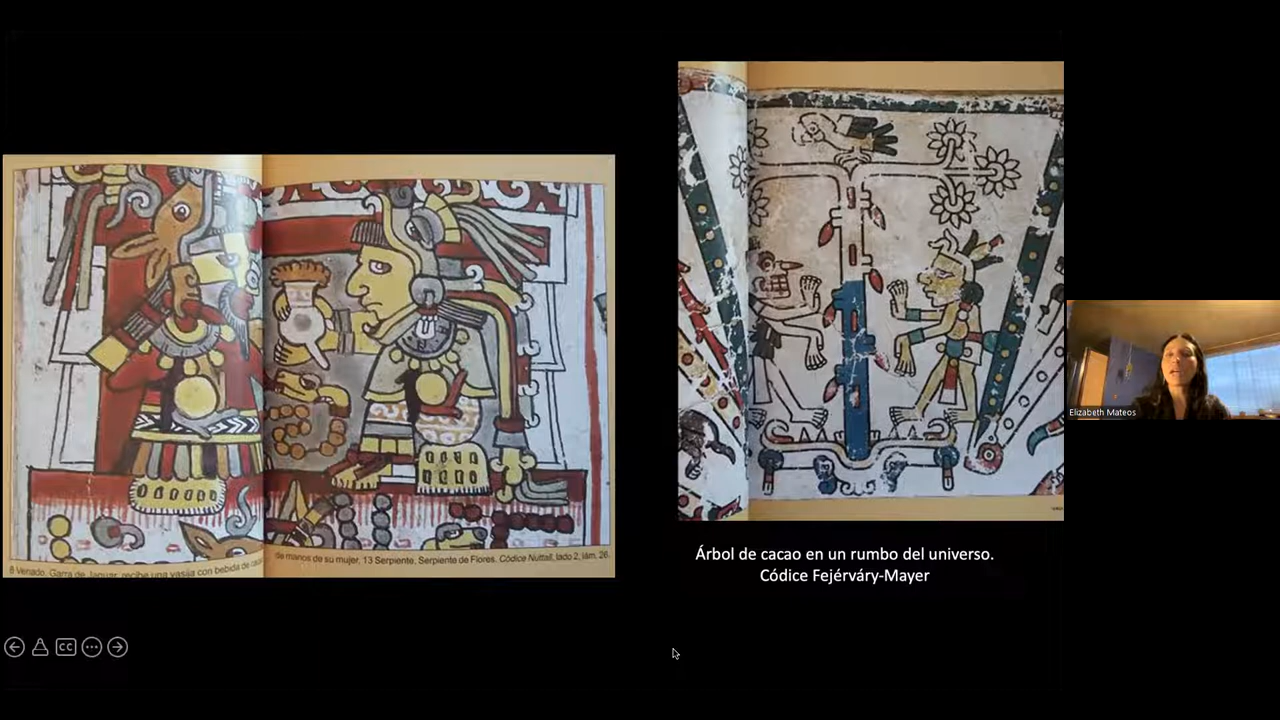 8 Venado, Garra de Jaguar, recibe una vasija con bebida de cacao
de manos de su mujer, 13 Serpiente, Serpiente de Flores. Códice Nuttall, lado 2, lám. 26.
Árbol de cacao en un rumbo del universo.
Códice Fejérváry-Mayer
Elizabeth Mateos
CC